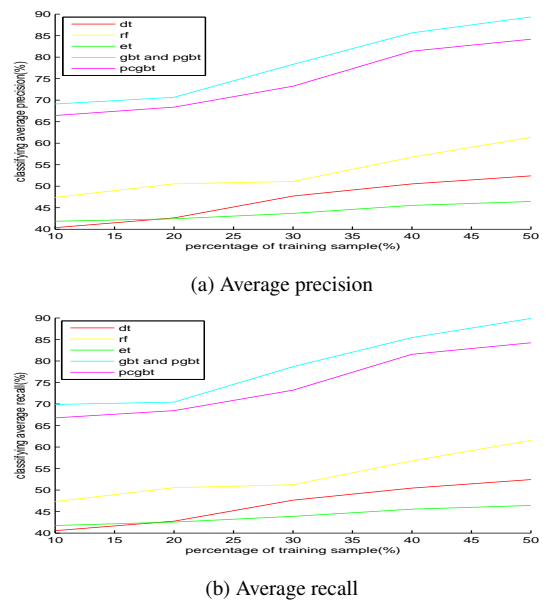 90
85
80
75
70
65
60
55
50
45
40
classifying average precision(%)
dt
rf
et
gbt and pgbt
pcgbt
10 15 20 25 30 35 40 45 50
percentage of training sample(%)
(a) Average precision
90
85
80
75
70
65
60
55
50
45
40
classifying average recall(%)
dt
rf
et
gbt and pgbt
pcgbt
10 15 20 25 30 35 40 45 50
percentage of training sample(%)
(b) Average recall